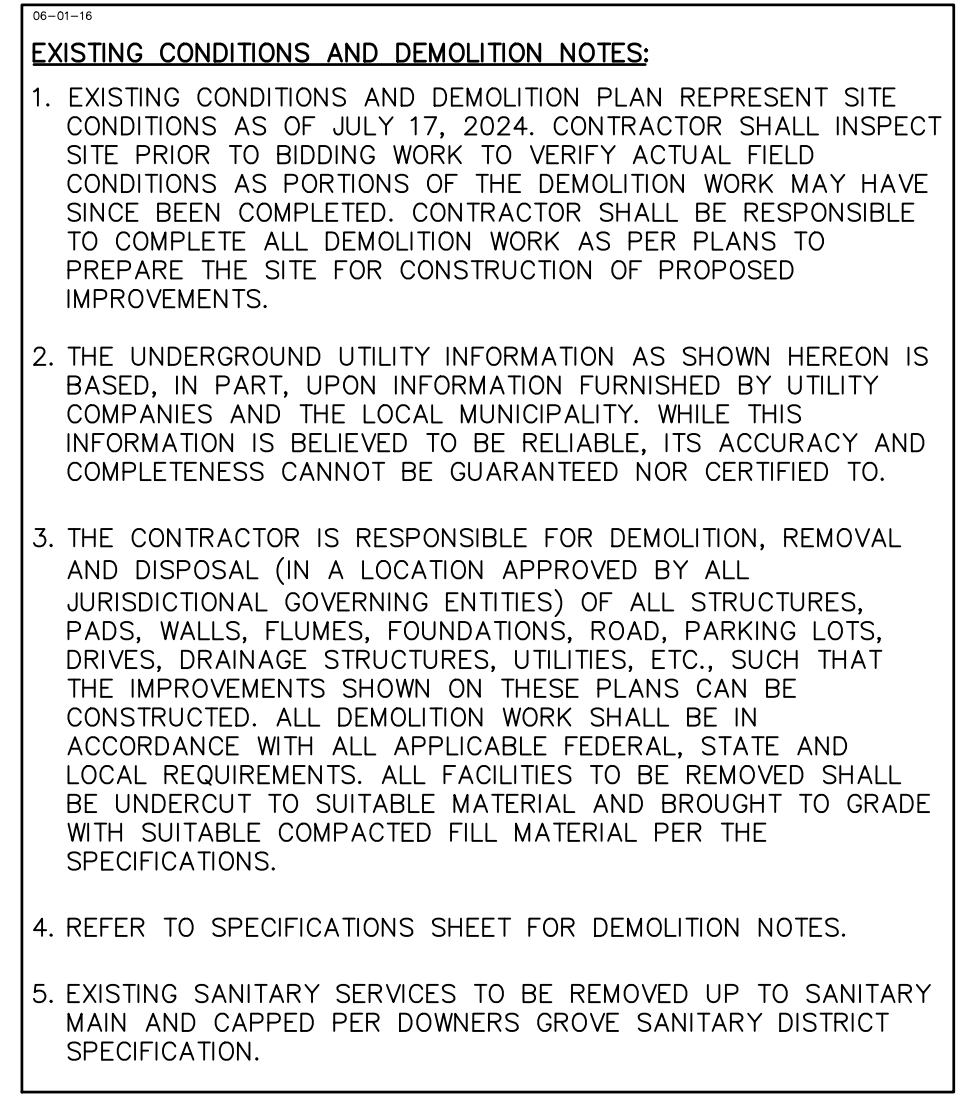 06-01-16
EXISTING CONDITIONS AND DEMOLITION NOTES:
1. EXISTING CONDITIONS AND DEMOLITION PLAN REPRESENT SITE
CONDITIONS AS OF JULY 17, 2024. CONTRACTOR SHALL INSPECT
SITE PRIOR TO BIDDING WORK TO VERIFY ACTUAL FIELD
CONDITIONS AS PORTIONS OF THE DEMOLITION WORK MAY HAVE
SINCE BEEN COMPLETED. CONTRACTOR SHALL BE RESPONSIBLE
TO COMPLETE ALL DEMOLITION WORK AS PER PLANS TO
PREPARE THE SITE FOR CONSTRUCTION OF PROPOSED
IMPROVEMENTS.
2. THE UNDERGROUND UTILITY INFORMATION AS SHOWN HEREON IS
BASED, IN PART, UPON INFORMATION FURNISHED BY UTILITY
COMPANIES AND THE LOCAL MUNICIPALITY. WHILE THIS
INFORMATION IS BELIEVED TO BE RELIABLE, ITS ACCURACY AND
COMPLETENESS CANNOT BE GUARANTEED NOR CERTIFIED TO.
3. THE CONTRACTOR IS RESPONSIBLE FOR DEMOLITION, REMOVAL
AND DISPOSAL (IN A LOCATION APPROVED BY ALL
JURISDICTIONAL GOVERNING ENTITIES) OF ALL STRUCTURES,
PADS, WALLS, FLUMES, FOUNDATIONS, ROAD, PARKING LOTS,
DRIVES, DRAINAGE STRUCTURES, UTILITIES, ETC., SUCH THAT
THE IMPROVEMENTS SHOWN ON THESE PLANS CAN BE
CONSTRUCTED. ALL DEMOLITION WORK SHALL BE IN
ACCORDANCE WITH ALL APPLICABLE FEDERAL, STATE AND
LOCAL REQUIREMENTS. ALL FACILITIES TO BE REMOVED SHALL
BE UNDERCUT TO SUITABLE MATERIAL AND BROUGHT TO GRADE
WITH SUITABLE COMPACTED FILL MATERIAL PER THE
SPECIFICATIONS.
4. REFER TO SPECIFICATIONS SHEET FOR DEMOLITION NOTES.
5. EXISTING SANITARY SERVICES TO BE REMOVED UP TO SANITARY
MAIN AND CAPPED PER DOWNERS GROVE SANITARY DISTRICT
SPECIFICATION.